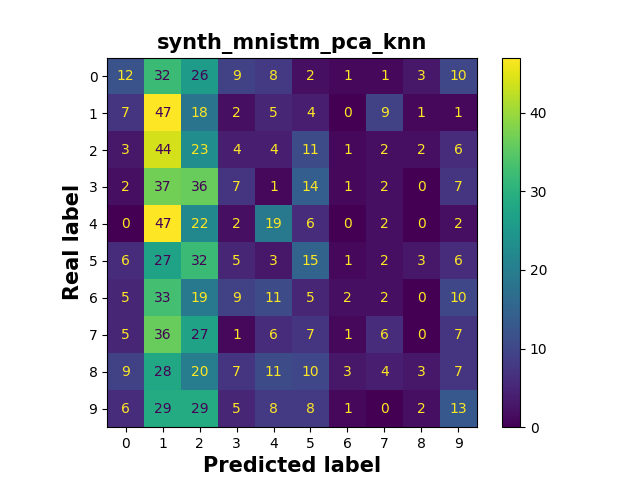 synth_mnistm_pca_knn
0 12 32 26 9 8 2 1 1 3 10
1 7 47 18 2 5 4 0 9 1 1
2 3 44 23 4 4 11 1 2 2 6
3 2 37 36 7 1 14 1 2 0 7
4 0 47 22 2 19 6 0 2 0 2
5 6 27 32 5 3 15 1 2 3 6
6 5 33 19 9 11 5 2 2 0 10
7 5 36 27 1 6 7 1 6 0 7
8 9 28 20 7 11 10 3 4 3 7
9 6 29 29 5 8 8 1 0 2 13
0 1 2 3 4 5 6 7 8 9
Predicted label
Real label
40
30
20
10
0